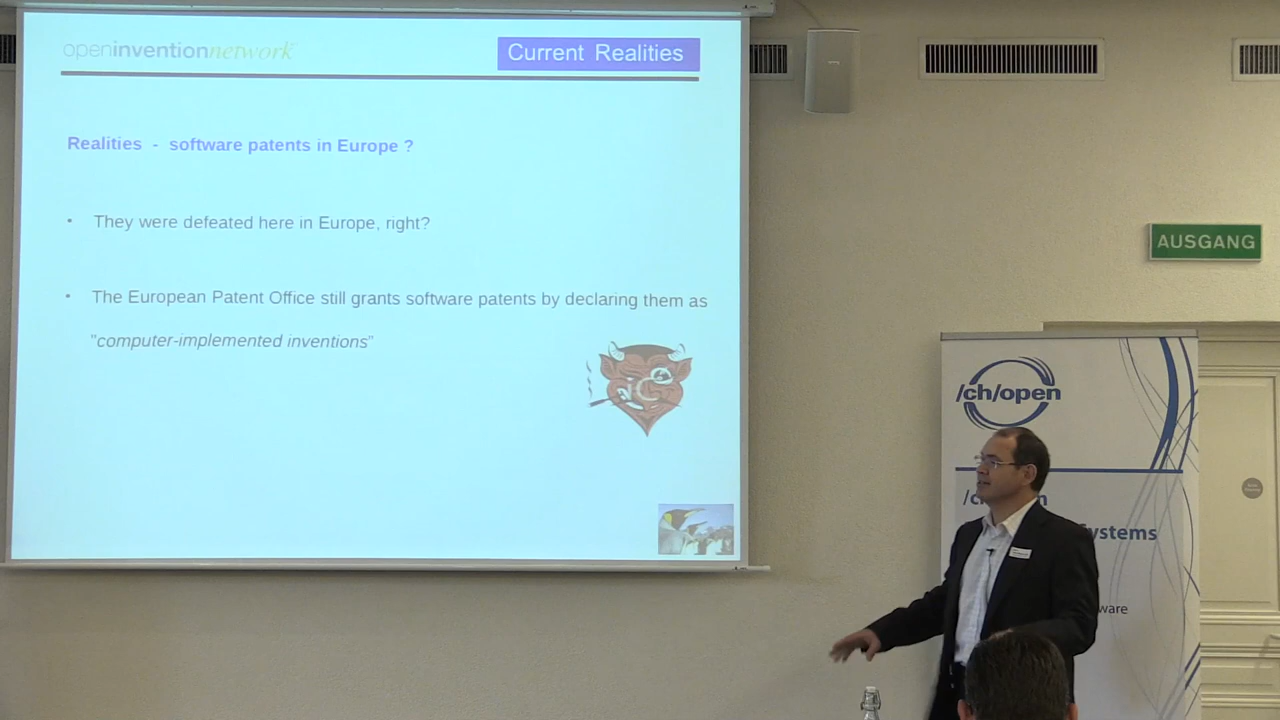 openinventionnetwork
Current Realities
Realities - software patents in Europe ?
• They were defeated here in Europe, right?
• The European Patent Office still grants software patents by declaring them as
"computer-implemented inventions"
AUSGANG
/ch/open
/ch
n
ystems
ware